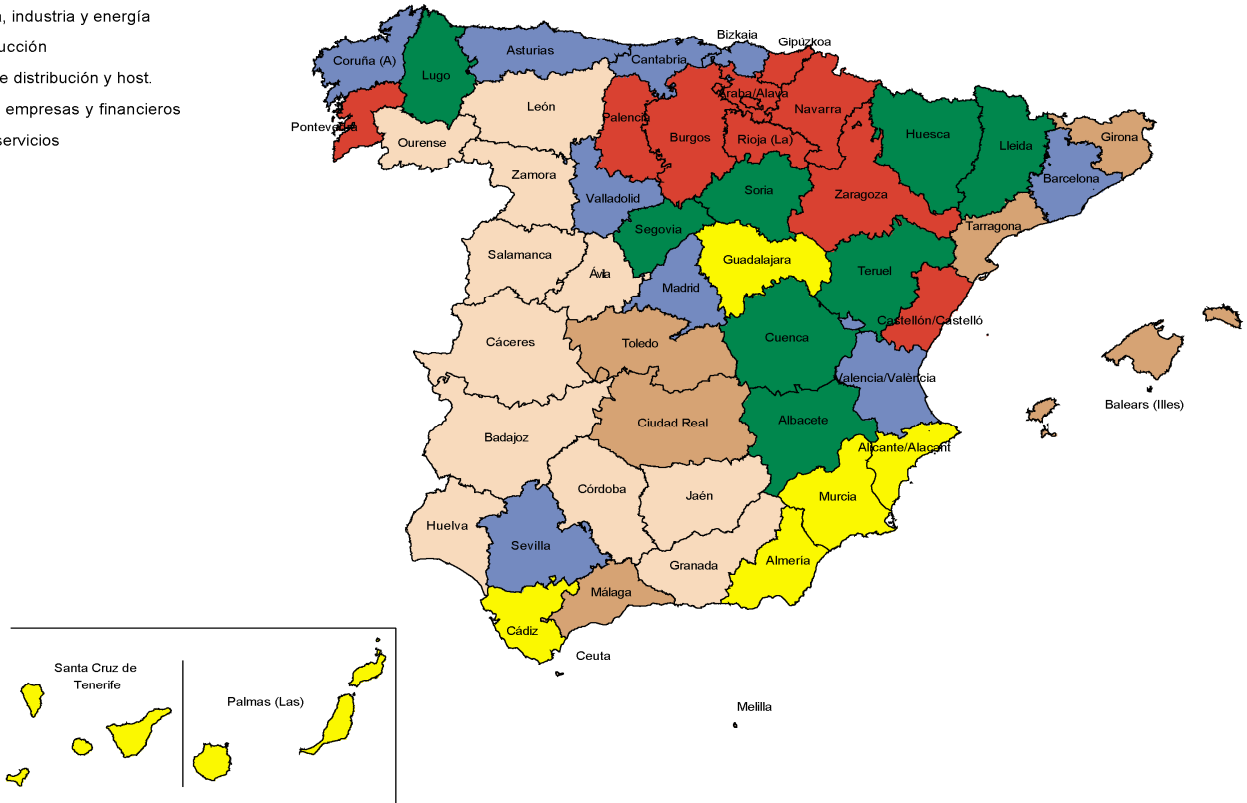 , industria y energía
ucción
e distribución y host.
empresas y financieros
servicios
Coruña (A)
Lugo
Asturias
Cantabria
Bizkaia
Gipúzkoa
Araba/Alava
Navarra
Pontevedra
Ourense
León
Palencia
Burgos
Rioja (La)
Huesca
Lleida
Girona
Barcelona
Zamora
Valladolid
Soria
Zaragoza
Tarragona
Segovia
Salamanca
Ávila
Madrid
Guadalajara
Teruel
Castellón/Castelló
Cáceres
Toledo
Cuenca
Valencia/València
Balears (Illes)
Badajoz
Ciudad Real
Albacete
Alicante/Alacant
Huelva
Córdoba
Jaén
Murcia
Sevilla
Granada
Almería
Málaga
Cádiz
Ceuta
Melilla
Santa Cruz de
Tenerife
Palmas (Las)